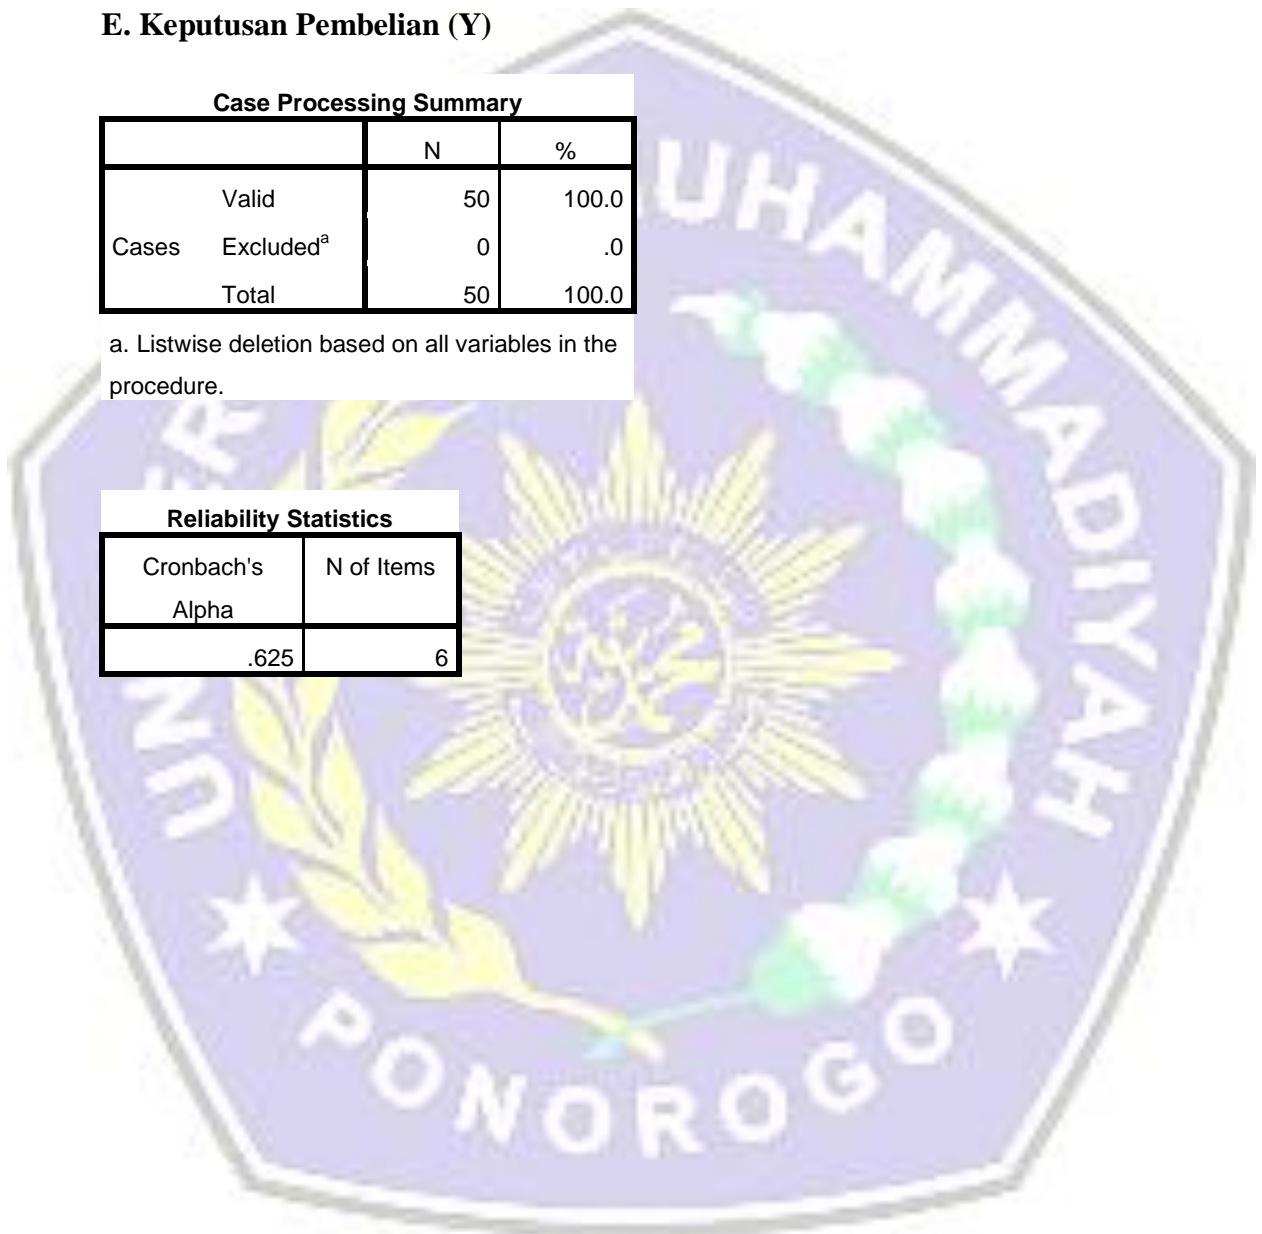 E. Keputusan Pembelian (Y)
Case Processing Summary
N %
Valid 50 100.0
Cases Excludedᵃ 0 .0
Total 50 100.0
a. Listwise deletion based on all variables in the
procedure.
Reliability Statistics
Cronbach's N of Items
Alpha
.625 6
UHAMMADIYAH
PONOROGO